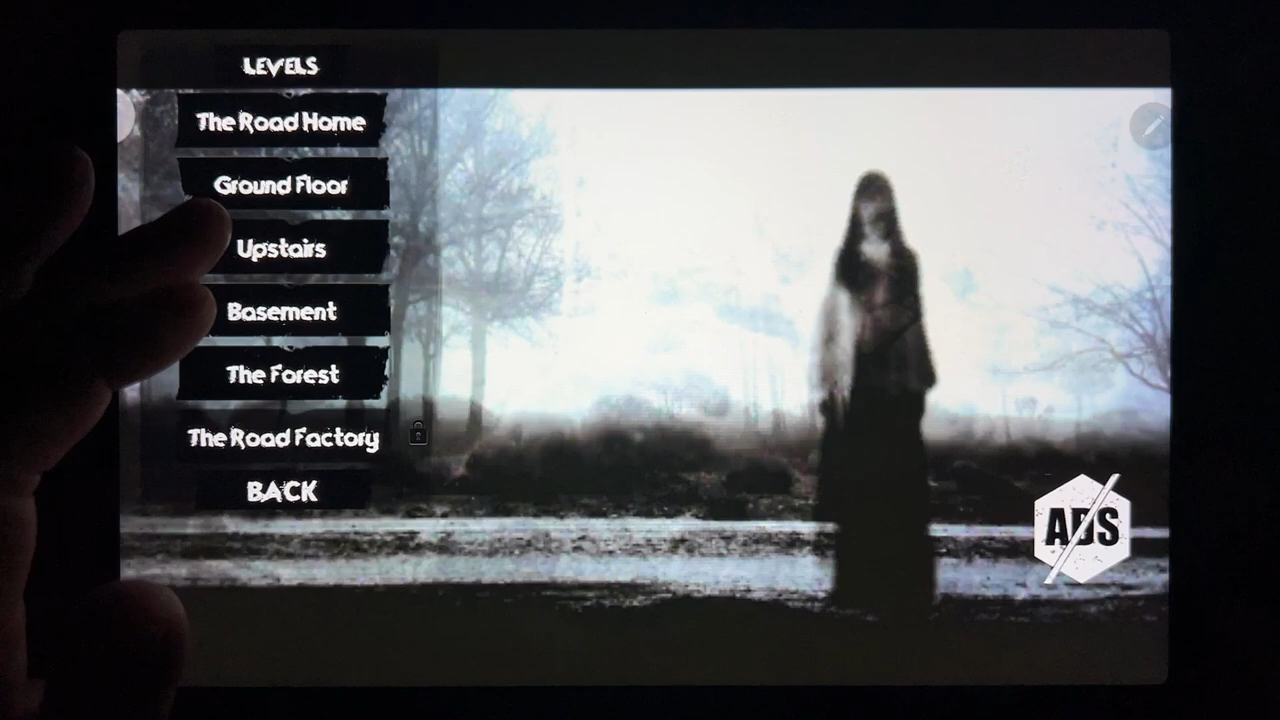 LEVELS
The Road Home
Ground Floor
Upstairs
Basement
The Forest
The Road Factory
BACK
ADS